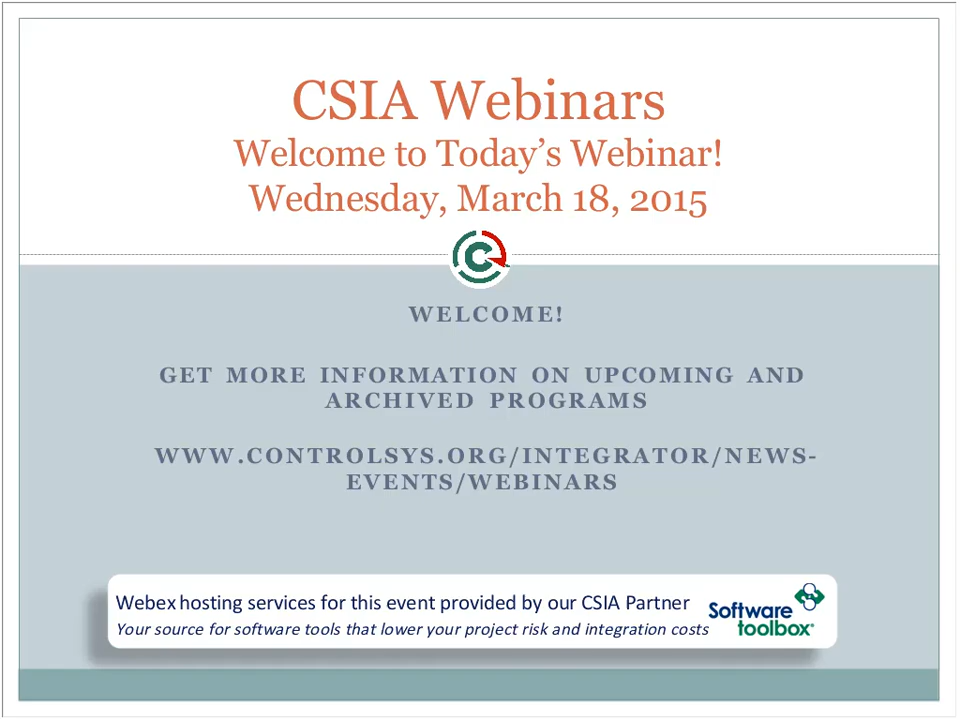 CSIA Webinars
Welcome to Today’s Webinar!
Wednesday, March 18, 2015
WELCOME!
GET MORE INFORMATION ON UPCOMING AND
ARCHIVED PROGRAMS
WWW.CONTROLSYS.ORG/INTEGRATOR/NEWS-
EVENTS/WEBINARS
Webex hosting services for this event provided by our CSIA Partner
Your source for software tools that lower your project risk and integration costs
Software
toolbox®